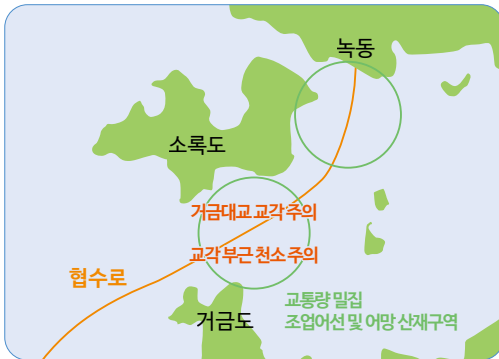 녹동
소록도
거금대교 교각 주의
교각 부근 천소 주의
협수로
거금도
교통량 밀집
조업어선 및 어망 산재구역